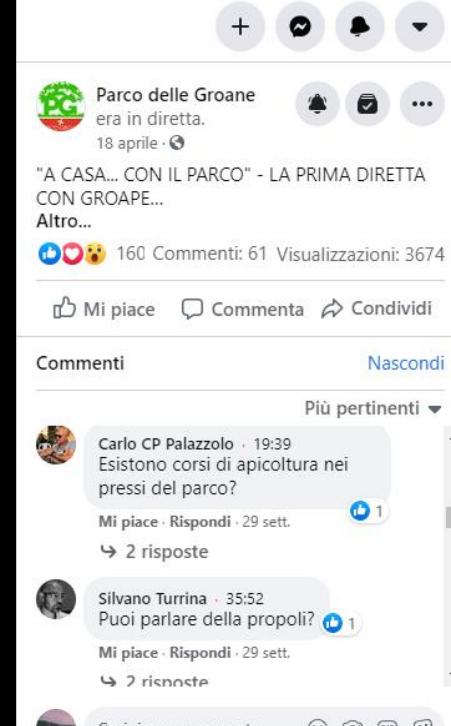 PG
Parco delle Groane
era in diretta.
18 aprile ·
"A CASA... CON IL PARCO" - LA PRIMA DIRETTA
CON GROAPE...
Altro...
160 Commenti: 61 Visualizzazioni: 3674
Mi piace Commenta Condividi
Commenti Nascondi
Più pertinenti
Carlo CP Palazzolo · 19:39
Esistono corsi di apicoltura nei
pressi del parco?
1
Mi piace · Rispondi · 29 sett.
2 risposte
Silvano Turrina · 35:52
Puoi parlare della propoli?
1
Mi piace · Rispondi · 29 sett.
2 risposte